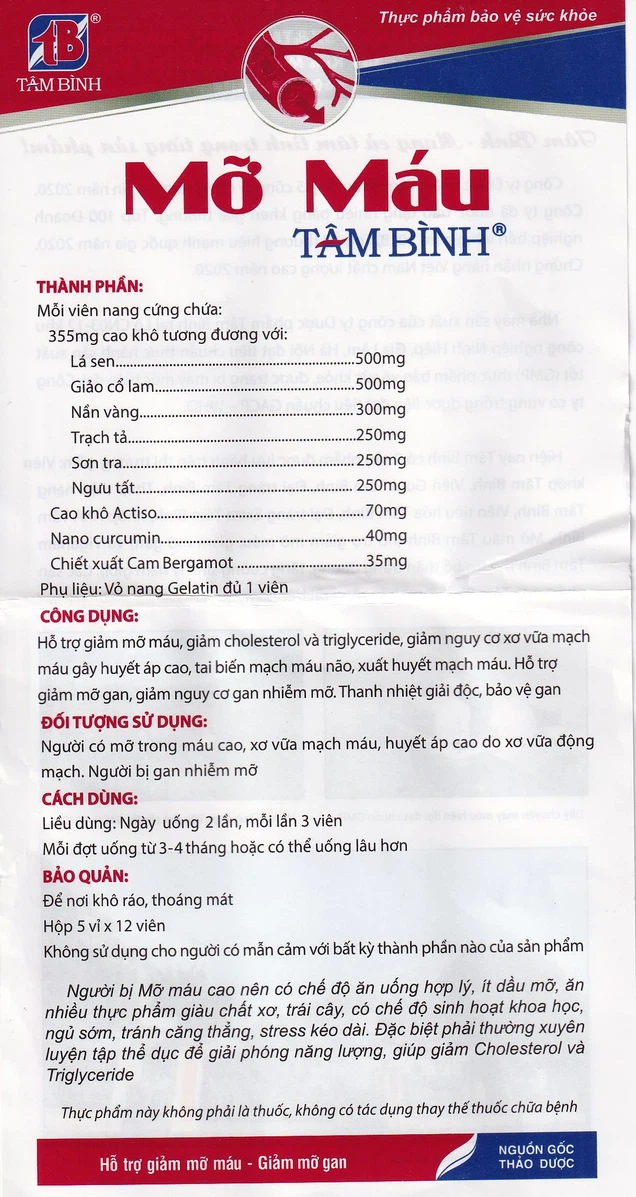 Thực phẩm bảo vệ sức khỏe
tB
®
TÂM BÌNH
Mỡ Máu
TÂM BÌNH®
THÀNH PHẦN:
Mỗi viên nang cứng chứa:
355mg cao khô tương đương với:
Lá sen.....500mg
Giảo cổ lam.....500mg
Nần vàng.....300mg
Trạch tả.....250mg
Sơn tra.....250mg
Ngưu tất.....250mg
Cao khô Actiso.....70mg
Nano curcumin.....40mg
Chiết xuất Cam Bergamot.....35mg
Phụ liệu: Vỏ nang Gelatin đủ 1 viên
CÔNG DỤNG:
Hỗ trợ giảm mỡ máu, giảm cholesterol và triglyceride, giảm nguy cơ xơ vữa mạch
máu gây huyết áp cao, tai biến mạch máu não, xuất huyết mạch máu. Hỗ trợ
giảm mỡ gan, giảm nguy cơ gan nhiễm mỡ. Thanh nhiệt giải độc, bảo vệ gan
ĐỐI TƯỢNG SỬ DỤNG:
Người có mỡ trong máu cao, xơ vữa mạch máu, huyết áp cao do xơ vữa động
mạch. Người bị gan nhiễm mỡ
CÁCH DÙNG:
Liều dùng: Ngày uống 2 lần, mỗi lần 3 viên
Mỗi đợt uống từ 3-4 tháng hoặc có thể uống lâu hơn
BẢO QUẢN:
Để nơi khô ráo, thoáng mát
Hộp 5 vỉ x 12 viên
Không sử dụng cho người có mẫn cảm với bất kỳ thành phần nào của sản phẩm
Người bị Mỡ máu cao nên có chế độ ăn uống hợp lý, ít dầu mỡ, ăn
nhiều thực phẩm giàu chất xơ, trái cây, có chế độ sinh hoạt khoa học,
ngủ sớm, tránh căng thẳng, stress kéo dài. Đặc biệt phải thường xuyên
luyện tập thể dục để giải phóng năng lượng, giúp giảm Cholesterol và
Triglyceride
Thực phẩm này không phải là thuốc, không có tác dụng thay thế thuốc chữa bệnh
Hỗ trợ giảm mỡ máu - Giảm mỡ gan
NGUỒN GỐC
THẢO DƯỢC